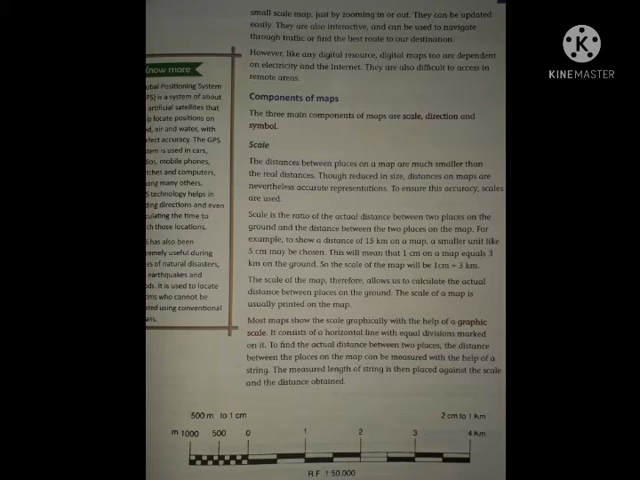 small scale map, just by zooming in or out. They can be updated
easily. They are also interactive, and can be used to navigate
through traffic or find the best route to our destination.
However, like any digital resource, digital maps too are dependent
on electricity and the Internet. They are also difficult to access in
remote areas.
Components of maps
The three main components of maps are scale, direction and
symbol.
Scale
The distances between places on a map are much smaller than
the real distances. Though reduced in size, distances on maps are
nevertheless accurate representations. To ensure this accuracy, scales
are used.
Scale is the ratio of the actual distance between two places on the
ground and the distance between the two places on the map. For
example, to show a distance of 15 km on a map, a smaller unit like
5 cm may be chosen. This will mean that 1 cm on a map equals 3
km on the ground. So the scale of the map will be 1cm = 3 km.
The scale of the map, therefore, allows us to calculate the actual
distance between places on the ground. The scale of a map is
usually printed on the map.
Most maps show the scale graphically with the help of a graphic
scale. It consists of a horizontal line with equal divisions marked
on it. To find the actual distance between two places, the distance
between the places on the map can be measured with the help of a
string. The measured length of string is then placed against the scale
and the distance obtained.
Know more
obal Positioning System
PS) is a system of about
artificial satellites that
p locate positions on
d, air and water, with
fect accuracy. The GPS
tem is used in cars,
ios, mobile phones,
tches and computers,
ong many others.
S technology helps in
ding directions and even
culating the time to
ch those locations.
S has also been
remely useful during
es of natural disasters,
earthquakes and
ods. It is used to locate
ims who cannot be
ted using conventional
ans.
500 m to 1 cm
2 cm to 1 km
m 1000 500 0 1 2 3 4 km
R.F. 1:50,000
K
KINEMASTER